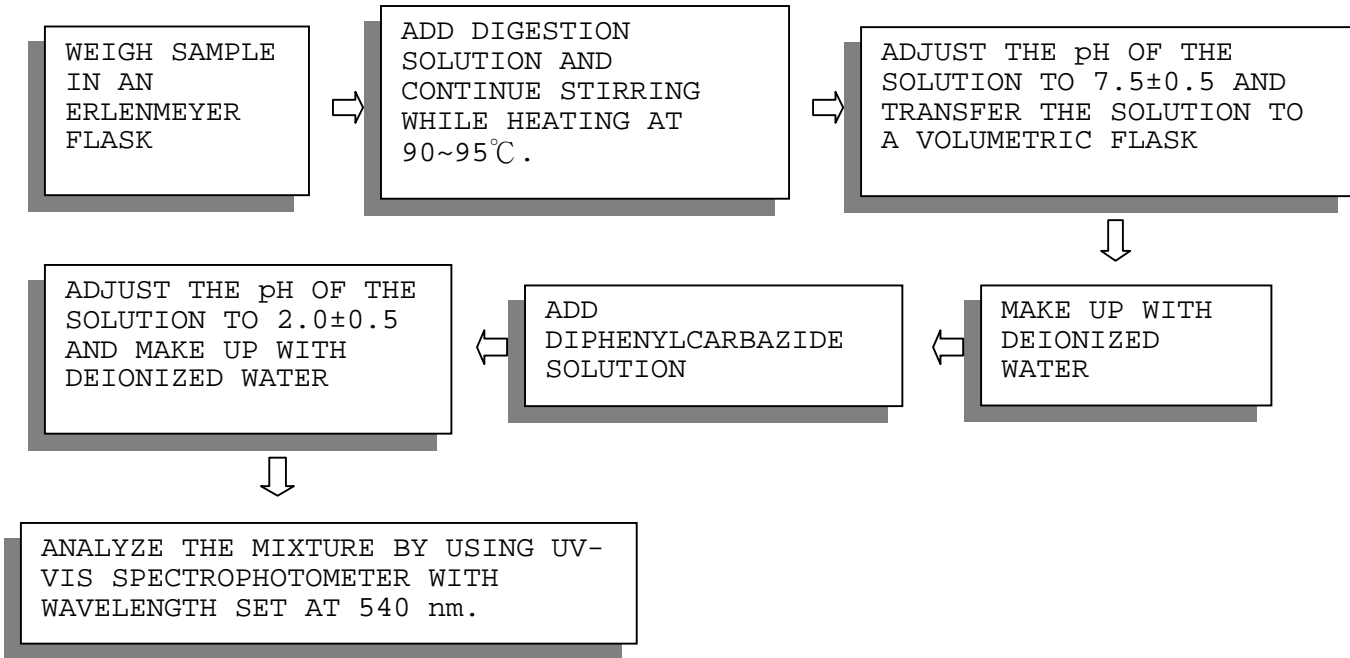 WEIGH SAMPLE
IN AN
ERLENMEYER
FLASK
ADD DIGESTION
SOLUTION AND
CONTINUE STIRRING
WHILE HEATING AT
90~95℃.
ADJUST THE pH OF THE
SOLUTION TO 7.5±0.5 AND
TRANSFER THE SOLUTION TO
A VOLUMETRIC FLASK
MAKE UP WITH
DEIONIZED
WATER
ADD
DIPHENYLCARBAZIDE
SOLUTION
ADJUST THE pH OF THE
SOLUTION TO 2.0±0.5
AND MAKE UP WITH
DEIONIZED WATER
ANALYZE THE MIXTURE BY USING UV-
VIS SPECTROPHOTOMETER WITH
WAVELENGTH SET AT 540 nm.